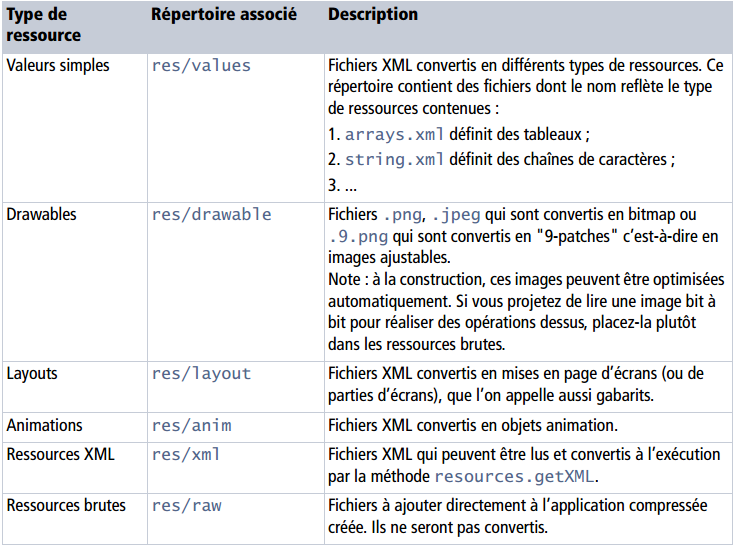 Type de ressource
Répertoire associé
Description
Valeurs simples
res/values
Fichiers XML convertis en différents types de ressources. Ce
répertoire contient des fichiers dont le nom reflète le type
de ressources contenues :
1. arrays.xml définit des tableaux ;
2. string.xml définit des chaînes de caractères ;
3. ...
Drawables
res/drawable
Fichiers .png, .jpeg qui sont convertis en bitmap ou
.9.png qui sont convertis en "9-patches" c’est-à-dire en
images ajustables.
Note : à la construction, ces images peuvent être optimisées
automatiquement. Si vous projetez de lire une image bit à
bit pour réaliser des opérations dessus, placez-la plutôt
dans les ressources brutes.
Layouts
res/layout
Fichiers XML convertis en mises en page d’écrans (ou de
parties d’écrans), que l’on appelle aussi gabarits.
Animations
res/anim
Fichiers XML convertis en objets animation.
Ressources XML
res/xml
Fichiers XML qui peuvent être lus et convertis à l’exécution
par la méthode resources.getXML.
Ressources brutes
res/raw
Fichiers à ajouter directement à l’application compressée
créée. Ils ne seront pas convertis.